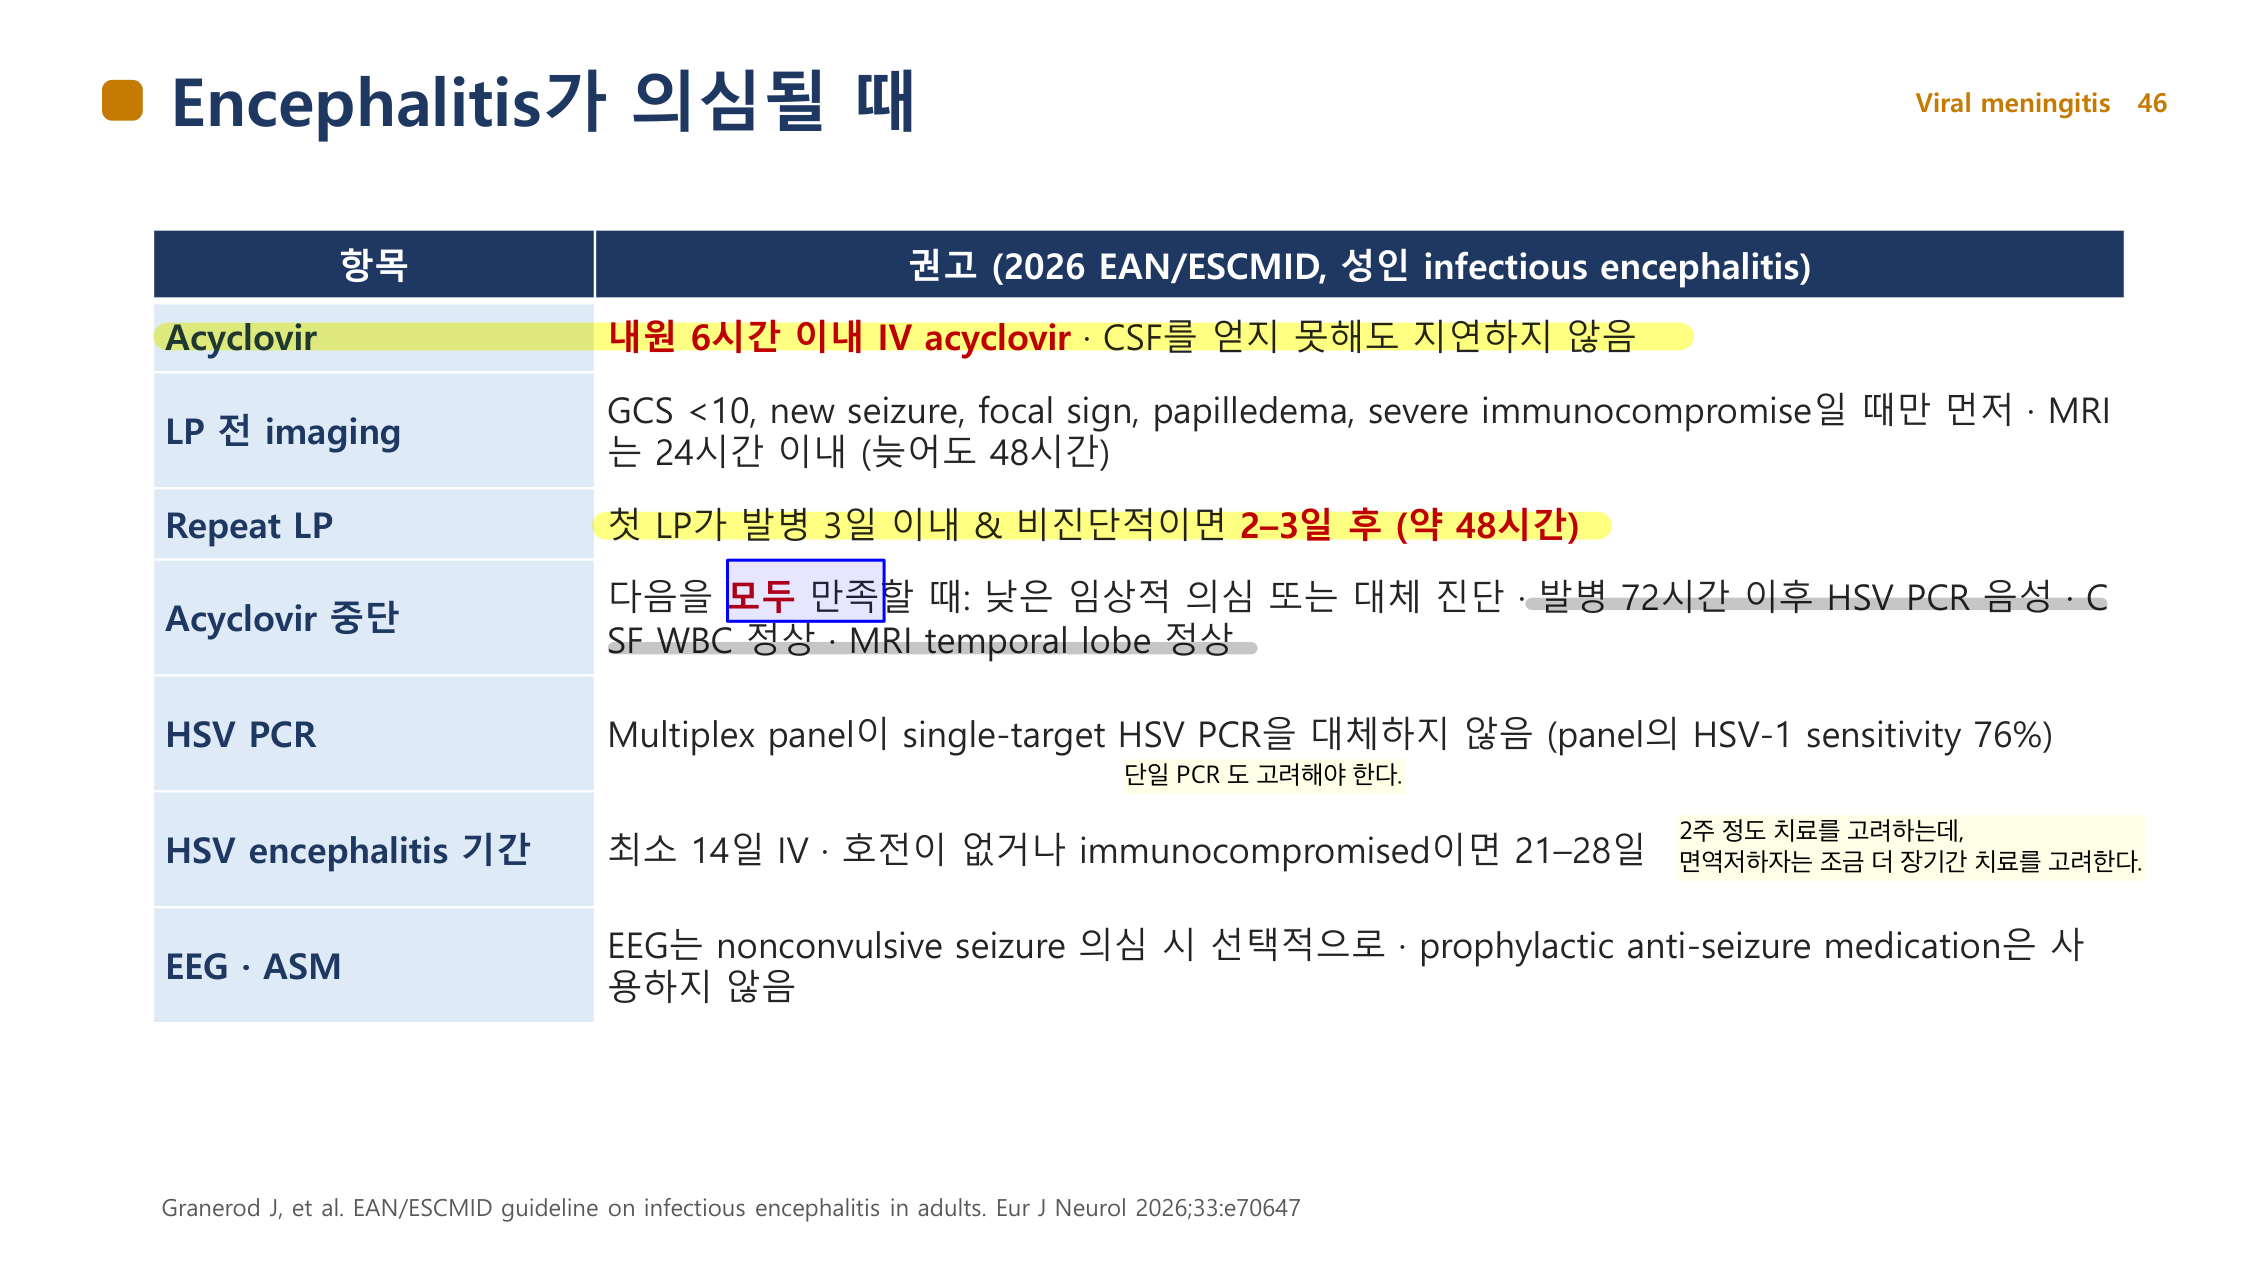 Encephalitis가 의심될 때
Viral meningitis 46
항목
권고 (2026 EAN/ESCMID, 성인 infectious encephalitis)
Acyclovir
내원 6시간 이내 IV acyclovir · CSF를 얻지 못해도 지연하지 않음
LP 전 imaging
GCS <10, new seizure, focal sign, papilledema, severe immunocompromise일 때만 먼저 · MRI
는 24시간 이내 (늦어도 48시간)
Repeat LP
첫 LP가 발병 3일 이내 & 비진단적이면 2–3일 후 (약 48시간)
Acyclovir 중단
다음을 모두 만족할 때: 낮은 임상적 의심 또는 대체 진단 · 발병 72시간 이후 HSV PCR 음성 · C
SF WBC 정상 · MRI temporal lobe 정상
HSV PCR
Multiplex panel이 single-target HSV PCR을 대체하지 않음 (panel의 HSV-1 sensitivity 76%)
단일 PCR 도 고려해야 한다.
HSV encephalitis 기간
최소 14일 IV · 호전이 없거나 immunocompromised이면 21–28일
2주 정도 치료를 고려하는데,
면역저하자는 조금 더 장기간 치료를 고려한다.
EEG · ASM
EEG는 nonconvulsive seizure 의심 시 선택적으로 · prophylactic anti-seizure medication은 사
용하지 않음
Granerod J, et al. EAN/ESCMID guideline on infectious encephalitis in adults. Eur J Neurol 2026;33:e70647